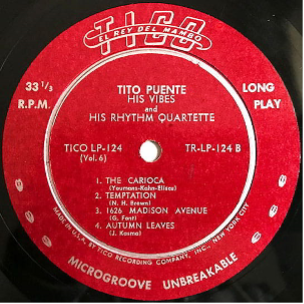 TICO
EL REY DEL MAMBO
33 1/3
R.P.M.
TITO PUENTE
HIS VIBES
and
HIS RHYTHM QUARTETTE
LONG
PLAY
TICO LP-124
(Vol. 6)
TR-LP-124 B
1. THE CARIOCA
(Youmans-Kahn-Eliscu)
2. TEMPTATION
(N. H. Brown)
3. 1626 MADISON AVENUE
4. AUTUMN LEAVES
(J. Kosma)
MADE IN U.S.A. BY TICO RECORDING COMPANY, INC., NEW YORK CITY
MICROGROOVE UNBREAKABLE